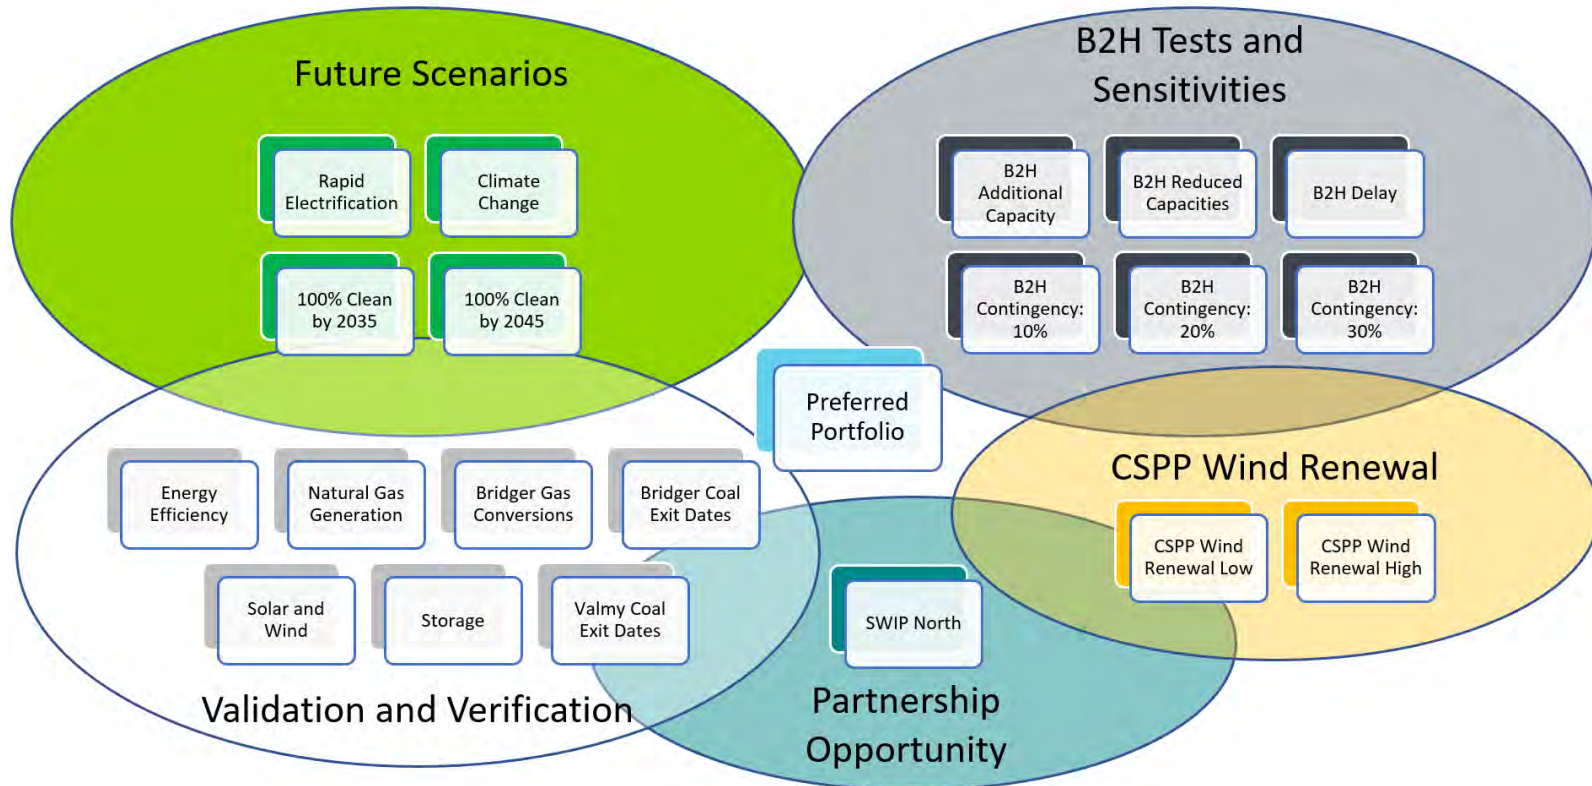 Future Scenarios
Rapid
Electrification
Climate
Change
100% Clean
by 2035
100% Clean
by 2045
B2H Tests and
Sensitivities
B2H
Additional
Capacity
B2H Reduced
Capacities
B2H Delay
B2H
Contingency:
10%
B2H
Contingency:
20%
B2H
Contingency:
30%
Preferred
Portfolio
Energy
Efficiency
Natural Gas
Generation
Bridger Gas
Conversions
Bridger Coal
Exit Dates
Solar and
Wind
Storage
Valmy Coal
Exit Dates
Validation and Verification
CSPP Wind Renewal
CSPP Wind
Renewal Low
CSPP Wind
Renewal High
SWIP North
Partnership
Opportunity